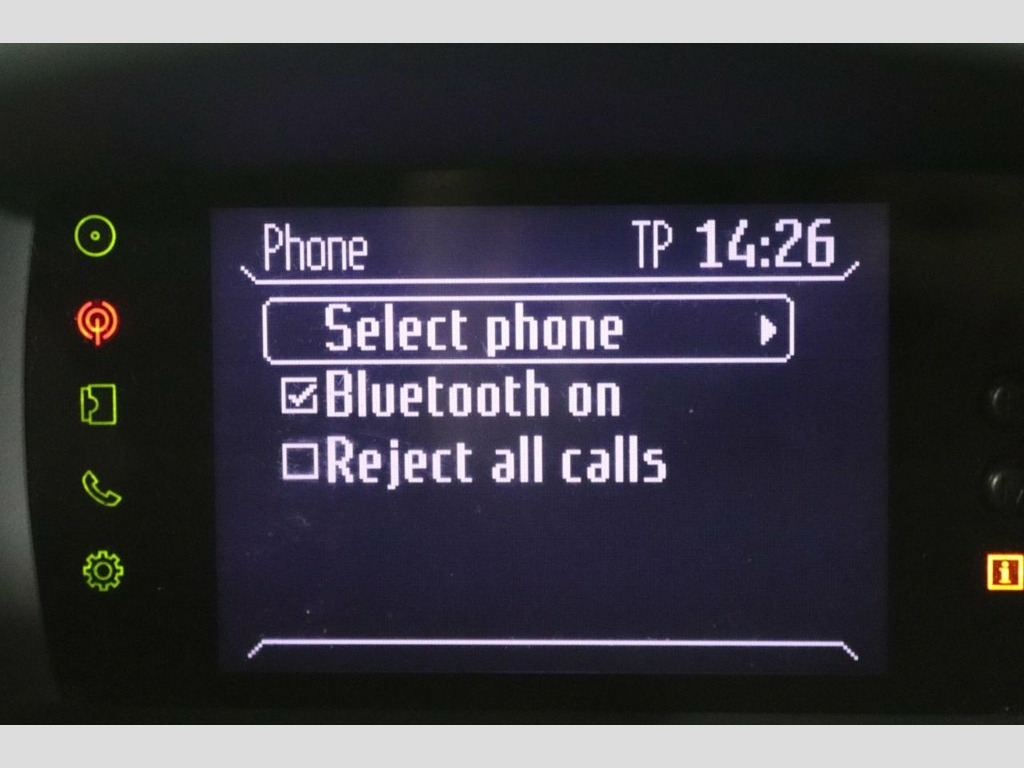 Phone TP 14:26
Select phone
Bluetooth on
Reject all calls
i